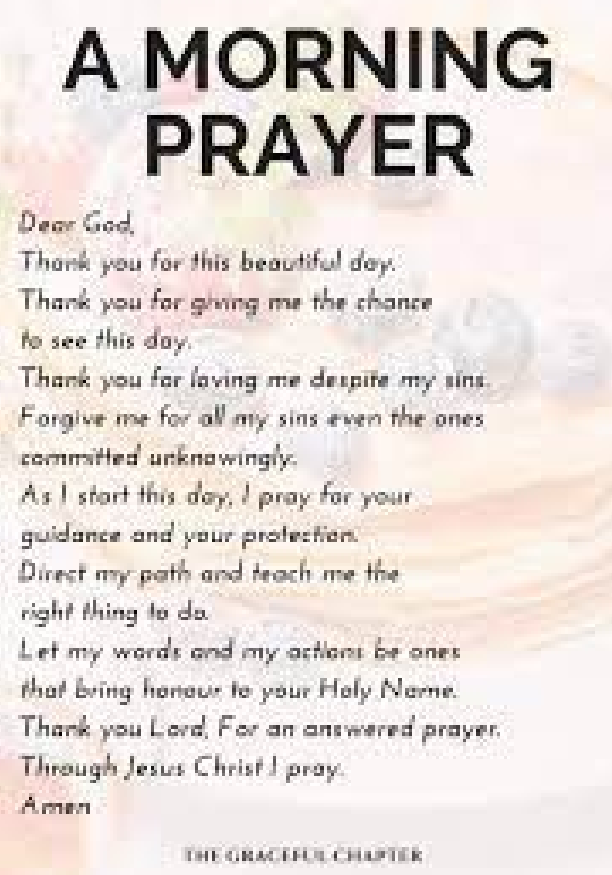 A MORNING
PRAYER
Dear God,
Thank you for this beautiful day.
Thank you for giving me the chance
to see this day.
Thank you for loving me despite my sins.
Forgive me for all my sins even the ones
committed unknowingly.
As I start this day, I pray for your
guidance and your protection.
Direct my path and teach me the
right thing to do.
Let my words and my actions be ones
that bring honour to your Holy Name.
Thank you Lord, For an answered prayer.
Through Jesus Christ I pray.
Amen
THE GRACEFUL CHAPTER